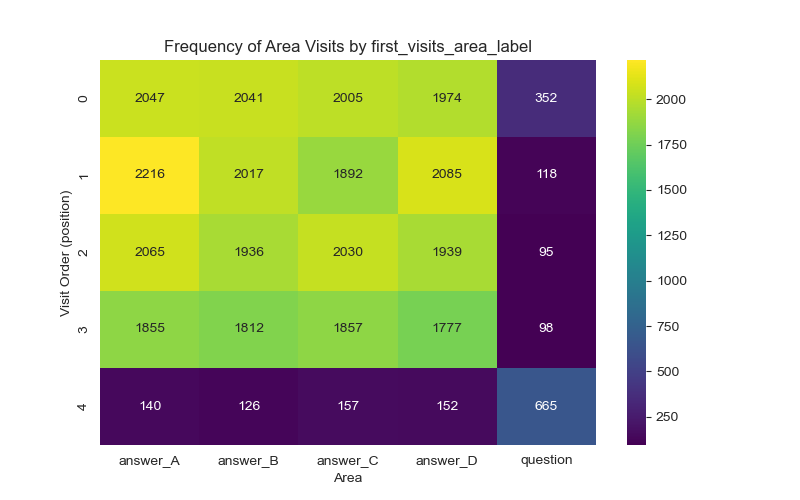 Frequency of Area Visits by first_visits_area_label
Visit Order (position)
0 2047 2041 2005 1974 352
1 2216 2017 1892 2085 118
2 2065 1936 2030 1939 95
3 1855 1812 1857 1777 98
4 140 126 157 152 665
answer_A answer_B answer_C answer_D question
Area
2000
1750
1500
1250
1000
750
500
250